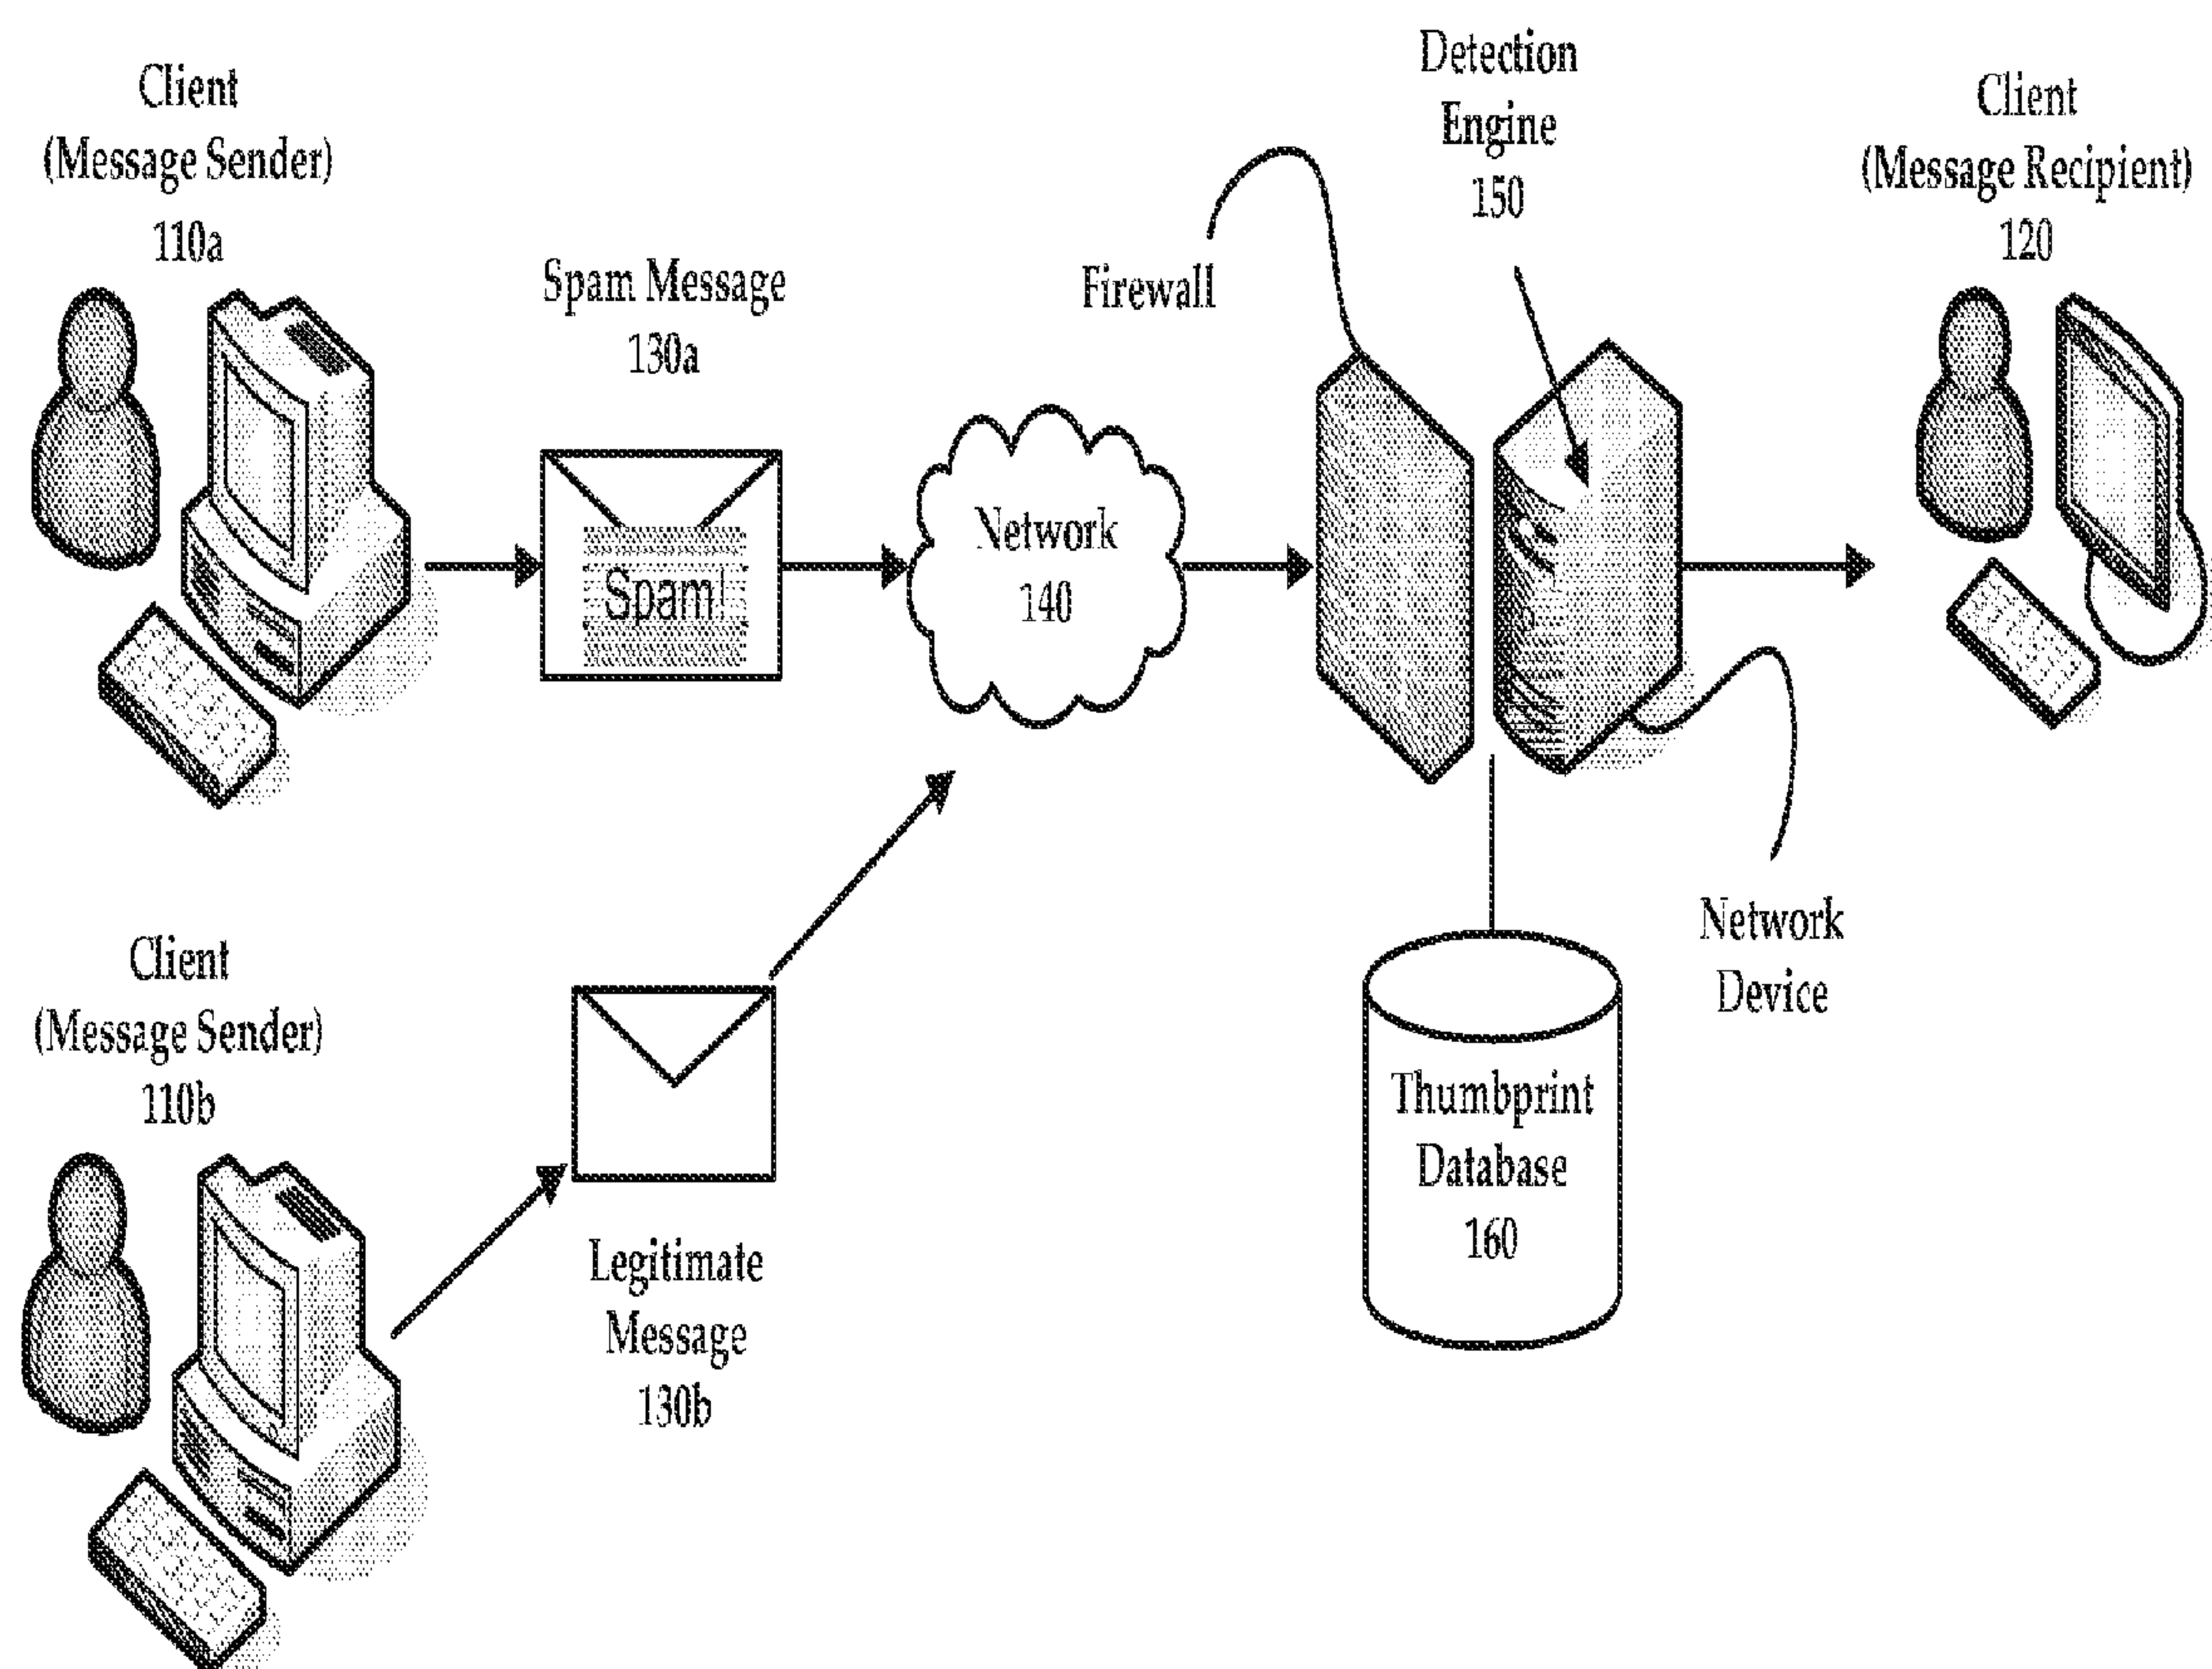 Client
(Message Sender)
110a
Spam Message
130a
Spam!
Network
140
Firewall
Detection
Engine
150
Client
(Message Recipient)
120
Client
(Message Sender)
110b
Legitimate
Message
130b
Thumbprint
Database
160
Network
Device